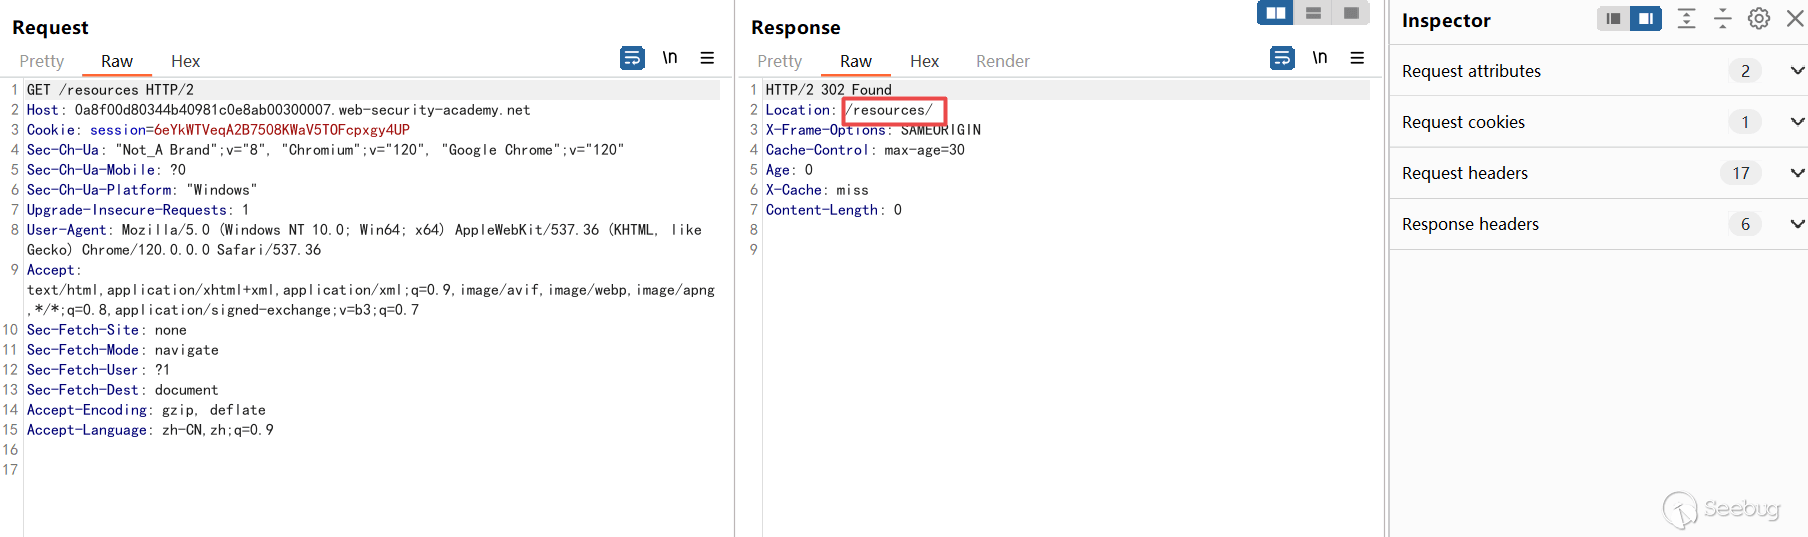 Request
Pretty Raw Hex \n
1 GET /resources HTTP/2
2 Host: 0a8f00d80344b40981c0e8ab00300007.web-security-academy.net
3 Cookie: session=6eYkWTVeqA2B7508KWaV5TOFcpxgy4UP
4 Sec-Ch-Ua: "Not_A Brand";v="8", "Chromium";v="120", "Google Chrome";v="120"
5 Sec-Ch-Ua-Mobile: ?0
6 Sec-Ch-Ua-Platform: "Windows"
7 Upgrade-Insecure-Requests: 1
8 User-Agent: Mozilla/5.0 (Windows NT 10.0; Win64; x64) AppleWebKit/537.36 (KHTML, like
Gecko) Chrome/120.0.0.0 Safari/537.36
9 Accept:
text/html,application/xhtml+xml,application/xml;q=0.9,image/avif,image/webp,image/apng
,*/*;q=0.8,application/signed-exchange;v=b3;q=0.7
10 Sec-Fetch-Site: none
11 Sec-Fetch-Mode: navigate
12 Sec-Fetch-User: ?1
13 Sec-Fetch-Dest: document
14 Accept-Encoding: gzip, deflate
15 Accept-Language: zh-CN,zh;q=0.9
16
17
Response
Pretty Raw Hex Render \n
1 HTTP/2 302 Found
2 Location: /resources/
3 X-Frame-Options: SAMEORIGIN
4 Cache-Control: max-age=30
5 Age: 0
6 X-Cache: miss
7 Content-Length: 0
8
9
Inspector
Request attributes 2
Request cookies 1
Request headers 17
Response headers 6
Seebug